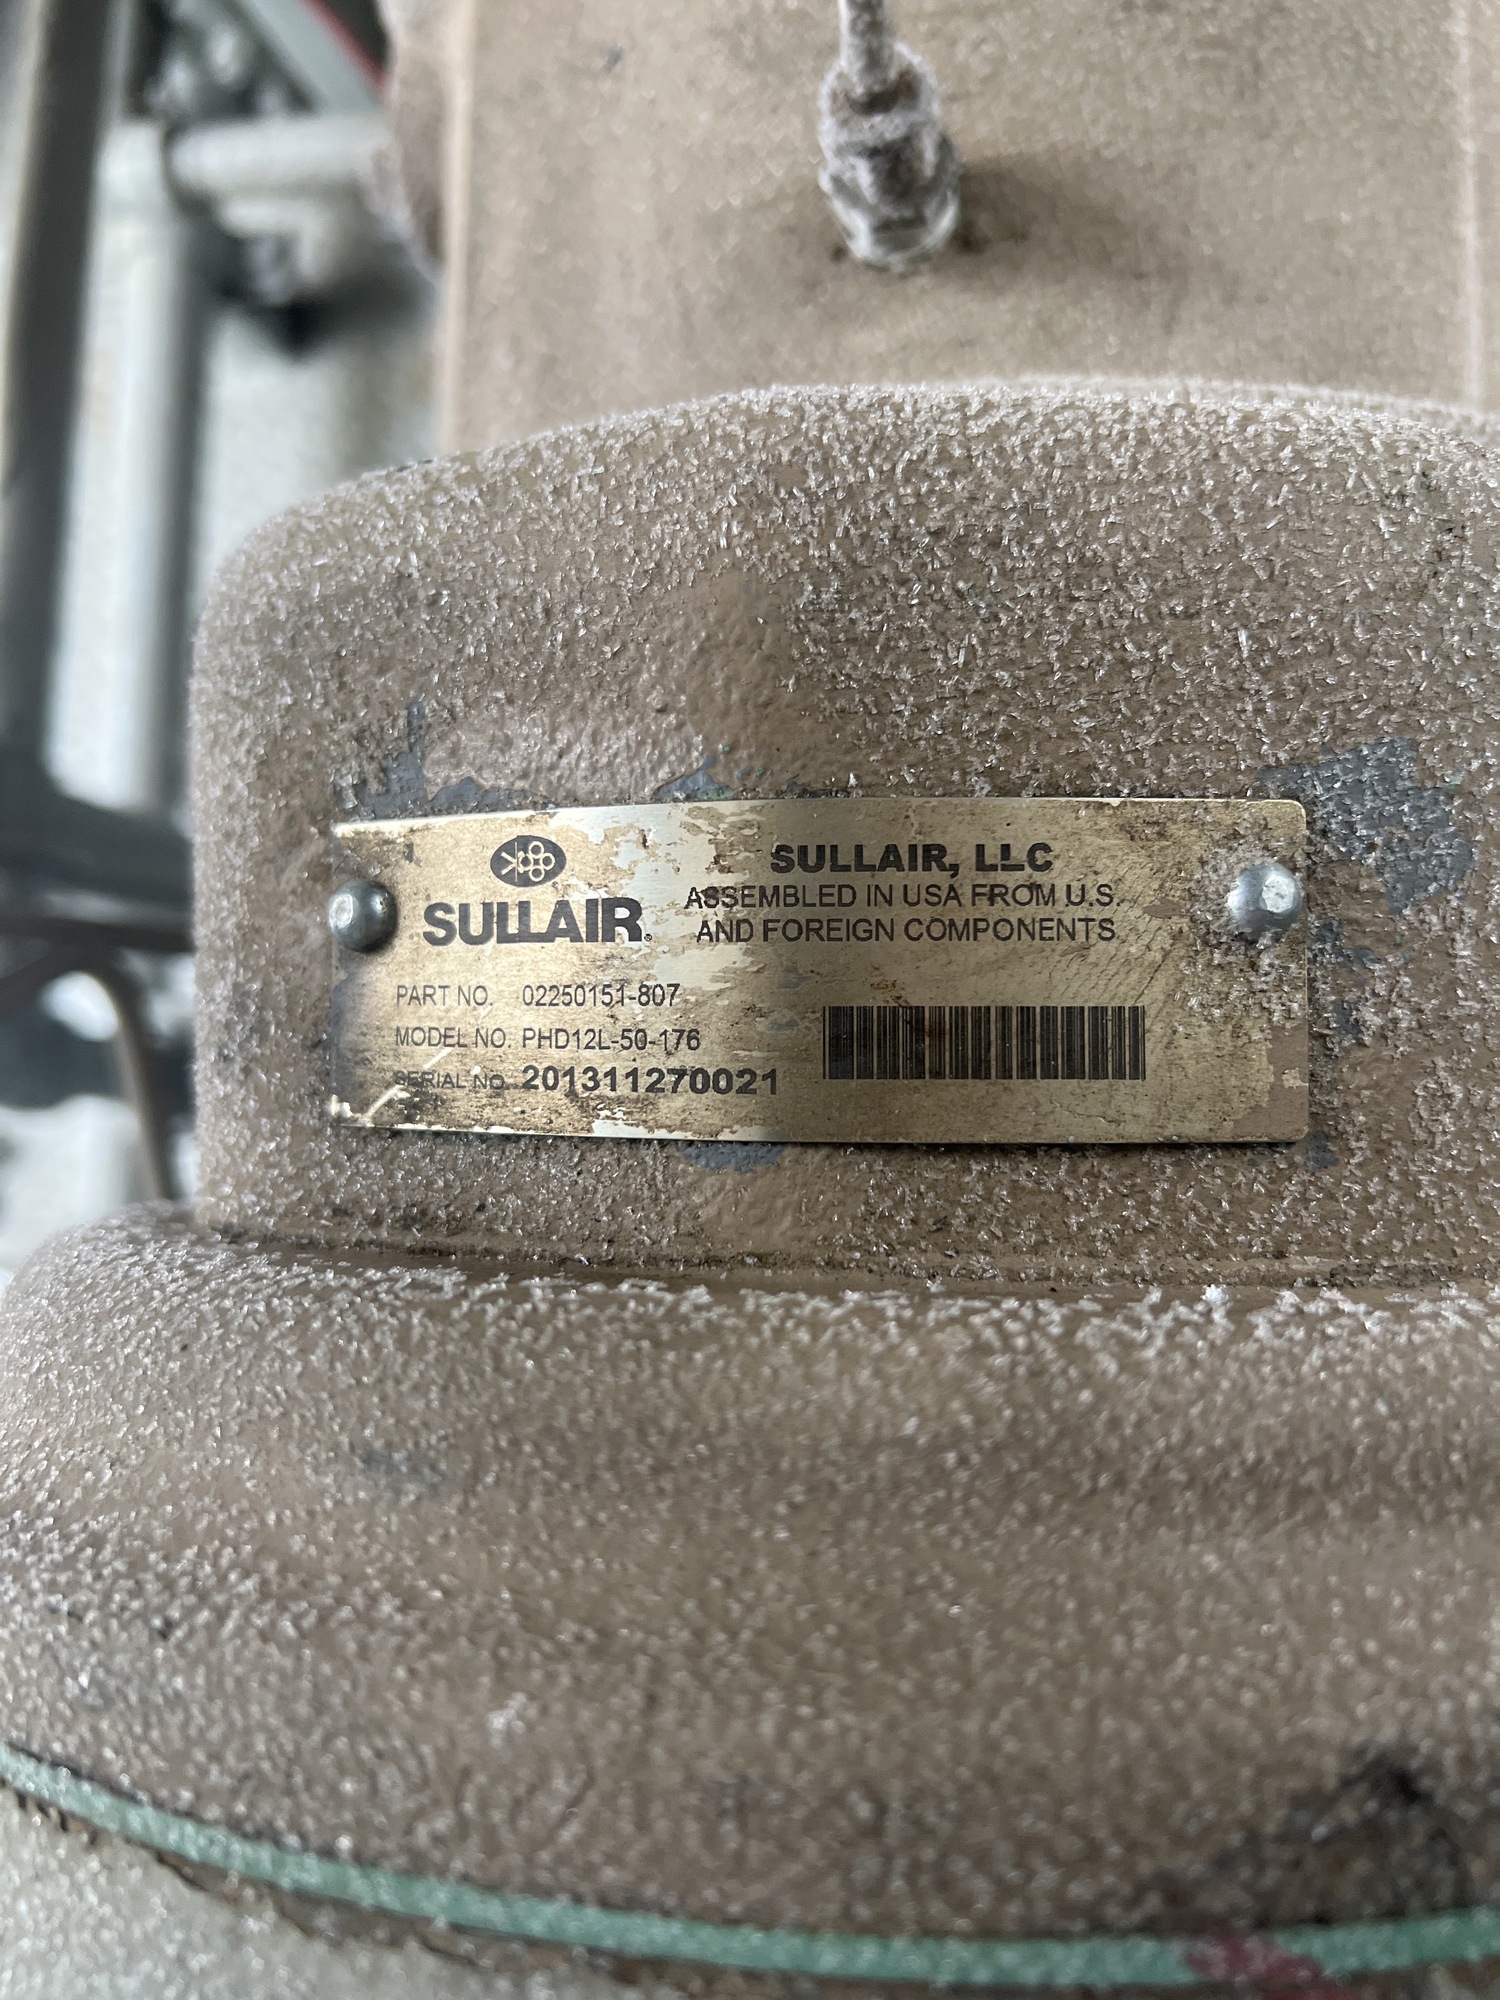 SULLAIR®
SULLAIR, LLC
ASSEMBLED IN USA FROM U.S.
AND FOREIGN COMPONENTS
PART NO. 02250151-807
MODEL NO. PHD12L-50-176
SERIAL NO. 201311270021